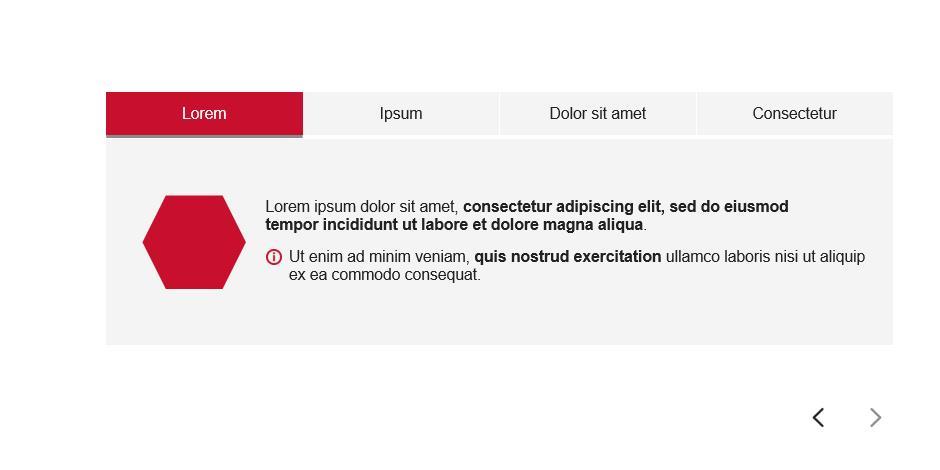 Lorem
Ipsum
Dolor sit amet
Consectetur
Lorem ipsum dolor sit amet, consectetur adipiscing elit, sed do eiusmod
tempor incididunt ut labore et dolore magna aliqua.
Ut enim ad minim veniam, quis nostrud exercitation ullamco laboris nisi ut aliquip
ex ea commodo consequat.